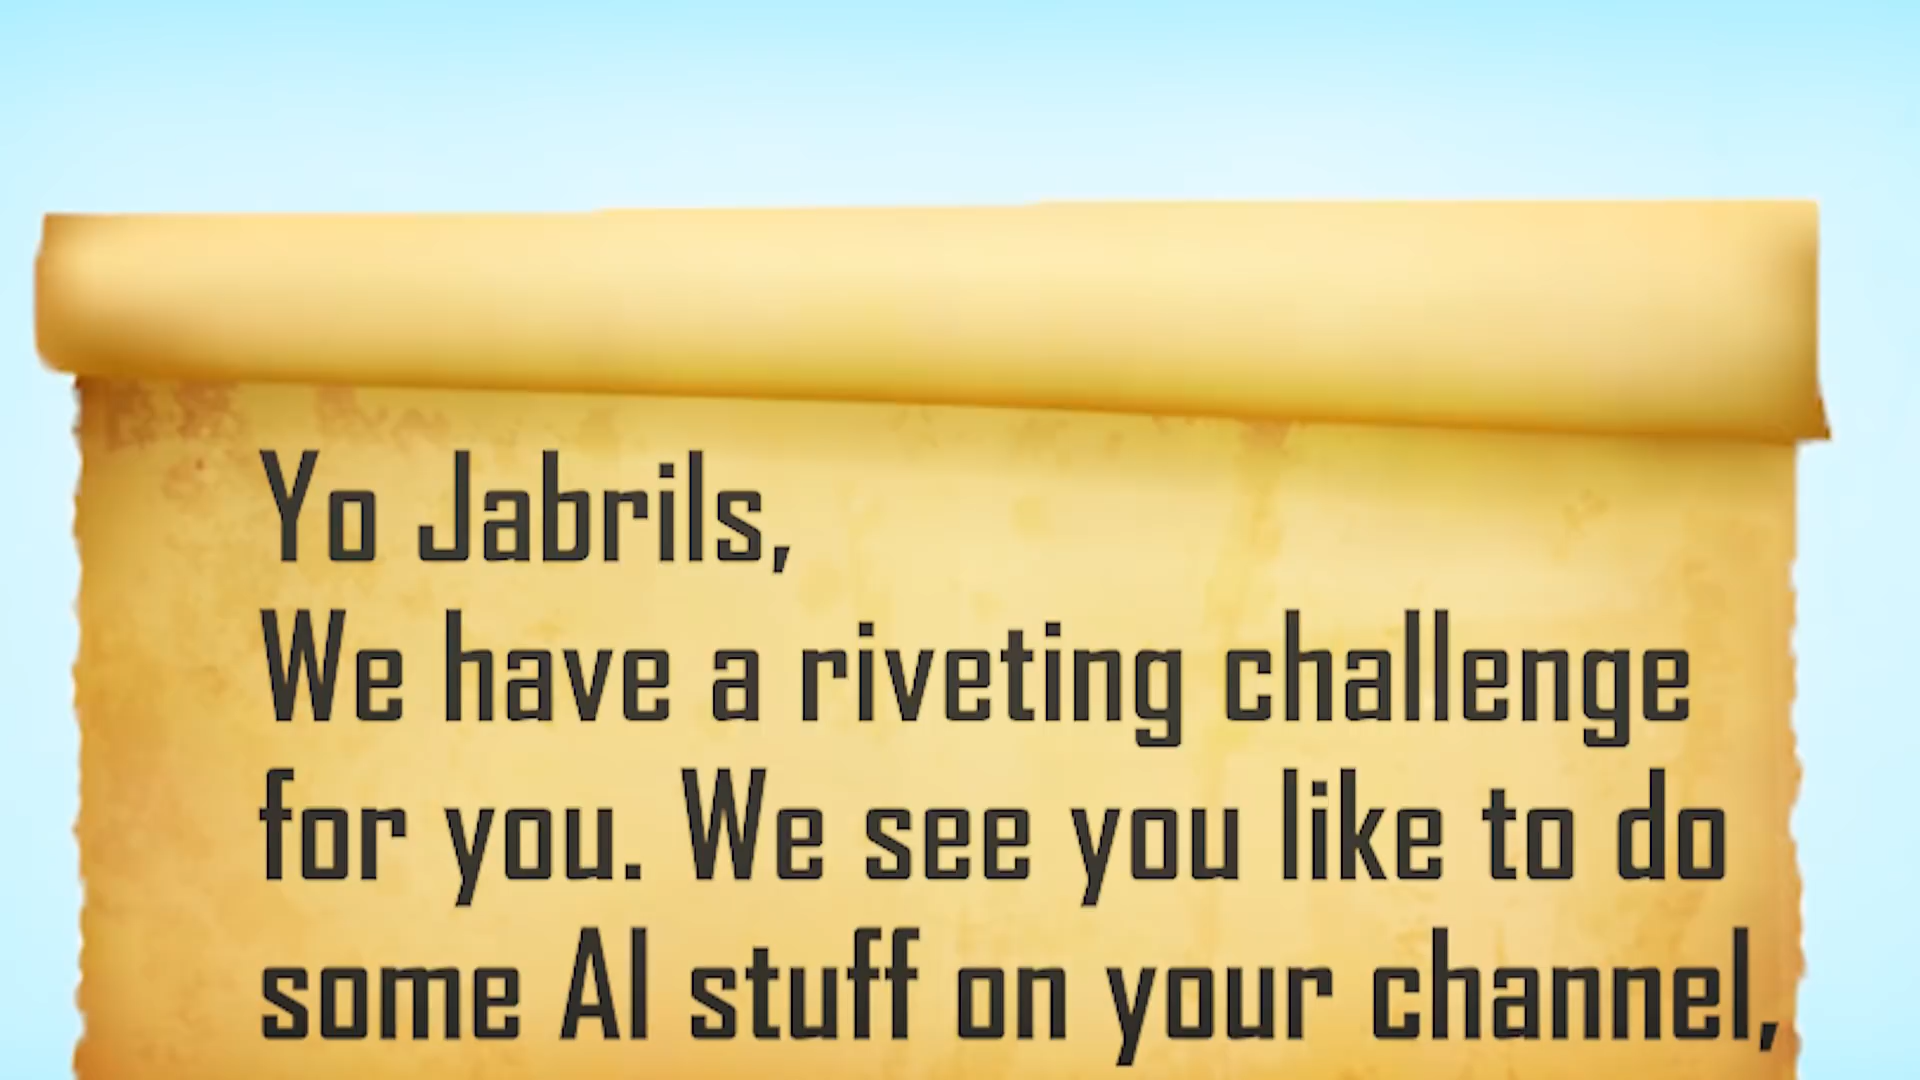 Yo Jabrils,
We have a riveting challenge
for you. We see you like to do
some AI stuff on your channel,